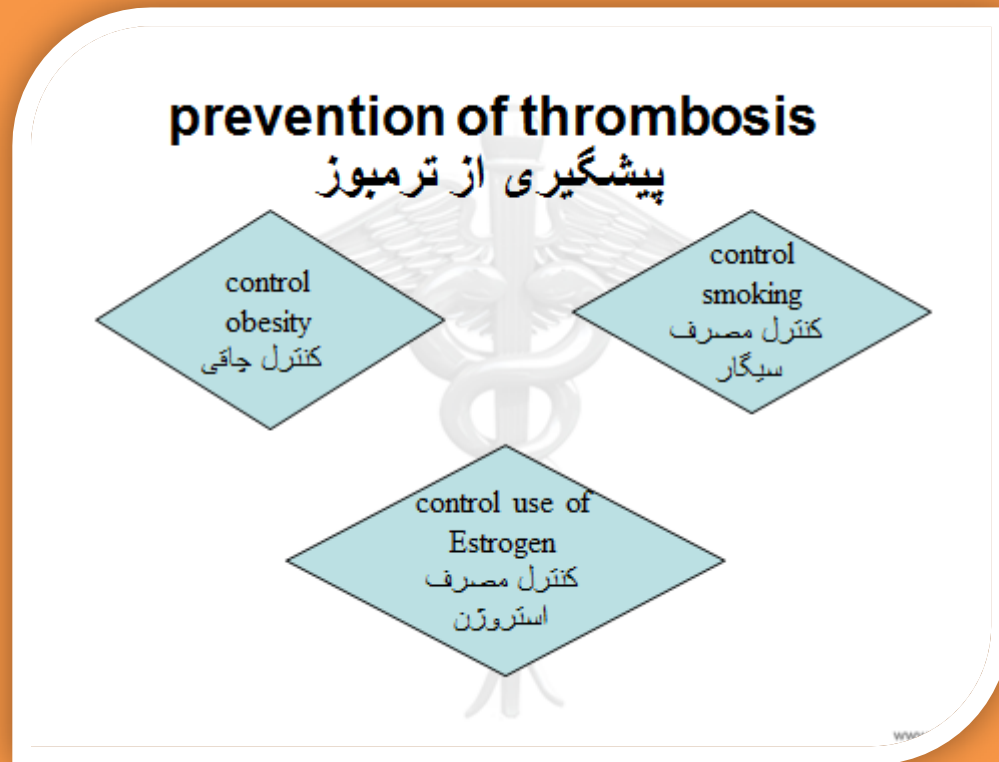 prevention of thrombosis
پیشگیری از ترمبوز
control
obesity
کنترل چاقی
control
smoking
کنترل مصرف
سیگار
control use of
Estrogen
کنترل مصرف
استروژن